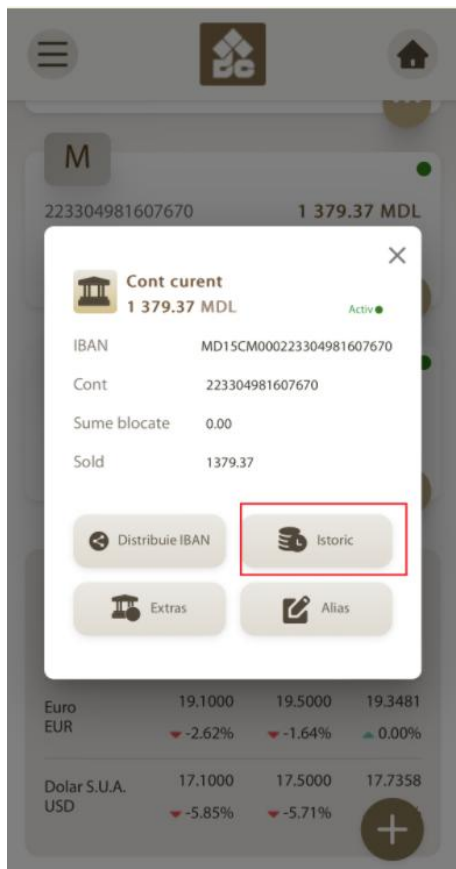 DC
M
223304981607670 1 379.37 MDL
Cont curent
1 379.37 MDL Activ
IBAN MD15CM000223304981607670
Cont 223304981607670
Sume blocate 0.00
Sold 1379.37
Distribuie IBAN Istoric
Extras Alias
Euro 19.1000 19.5000 19.3481
EUR -2.62% -1.64% 0.00%
Dolar S.U.A. 17.1000 17.5000 17.7358
USD -5.85% -5.71%